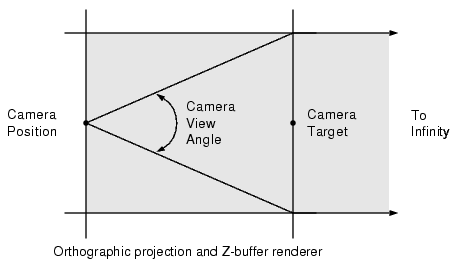 Camera
Position
Camera
View
Angle
Camera
Target
To
Infinity
Orthographic projection and Z-buffer renderer